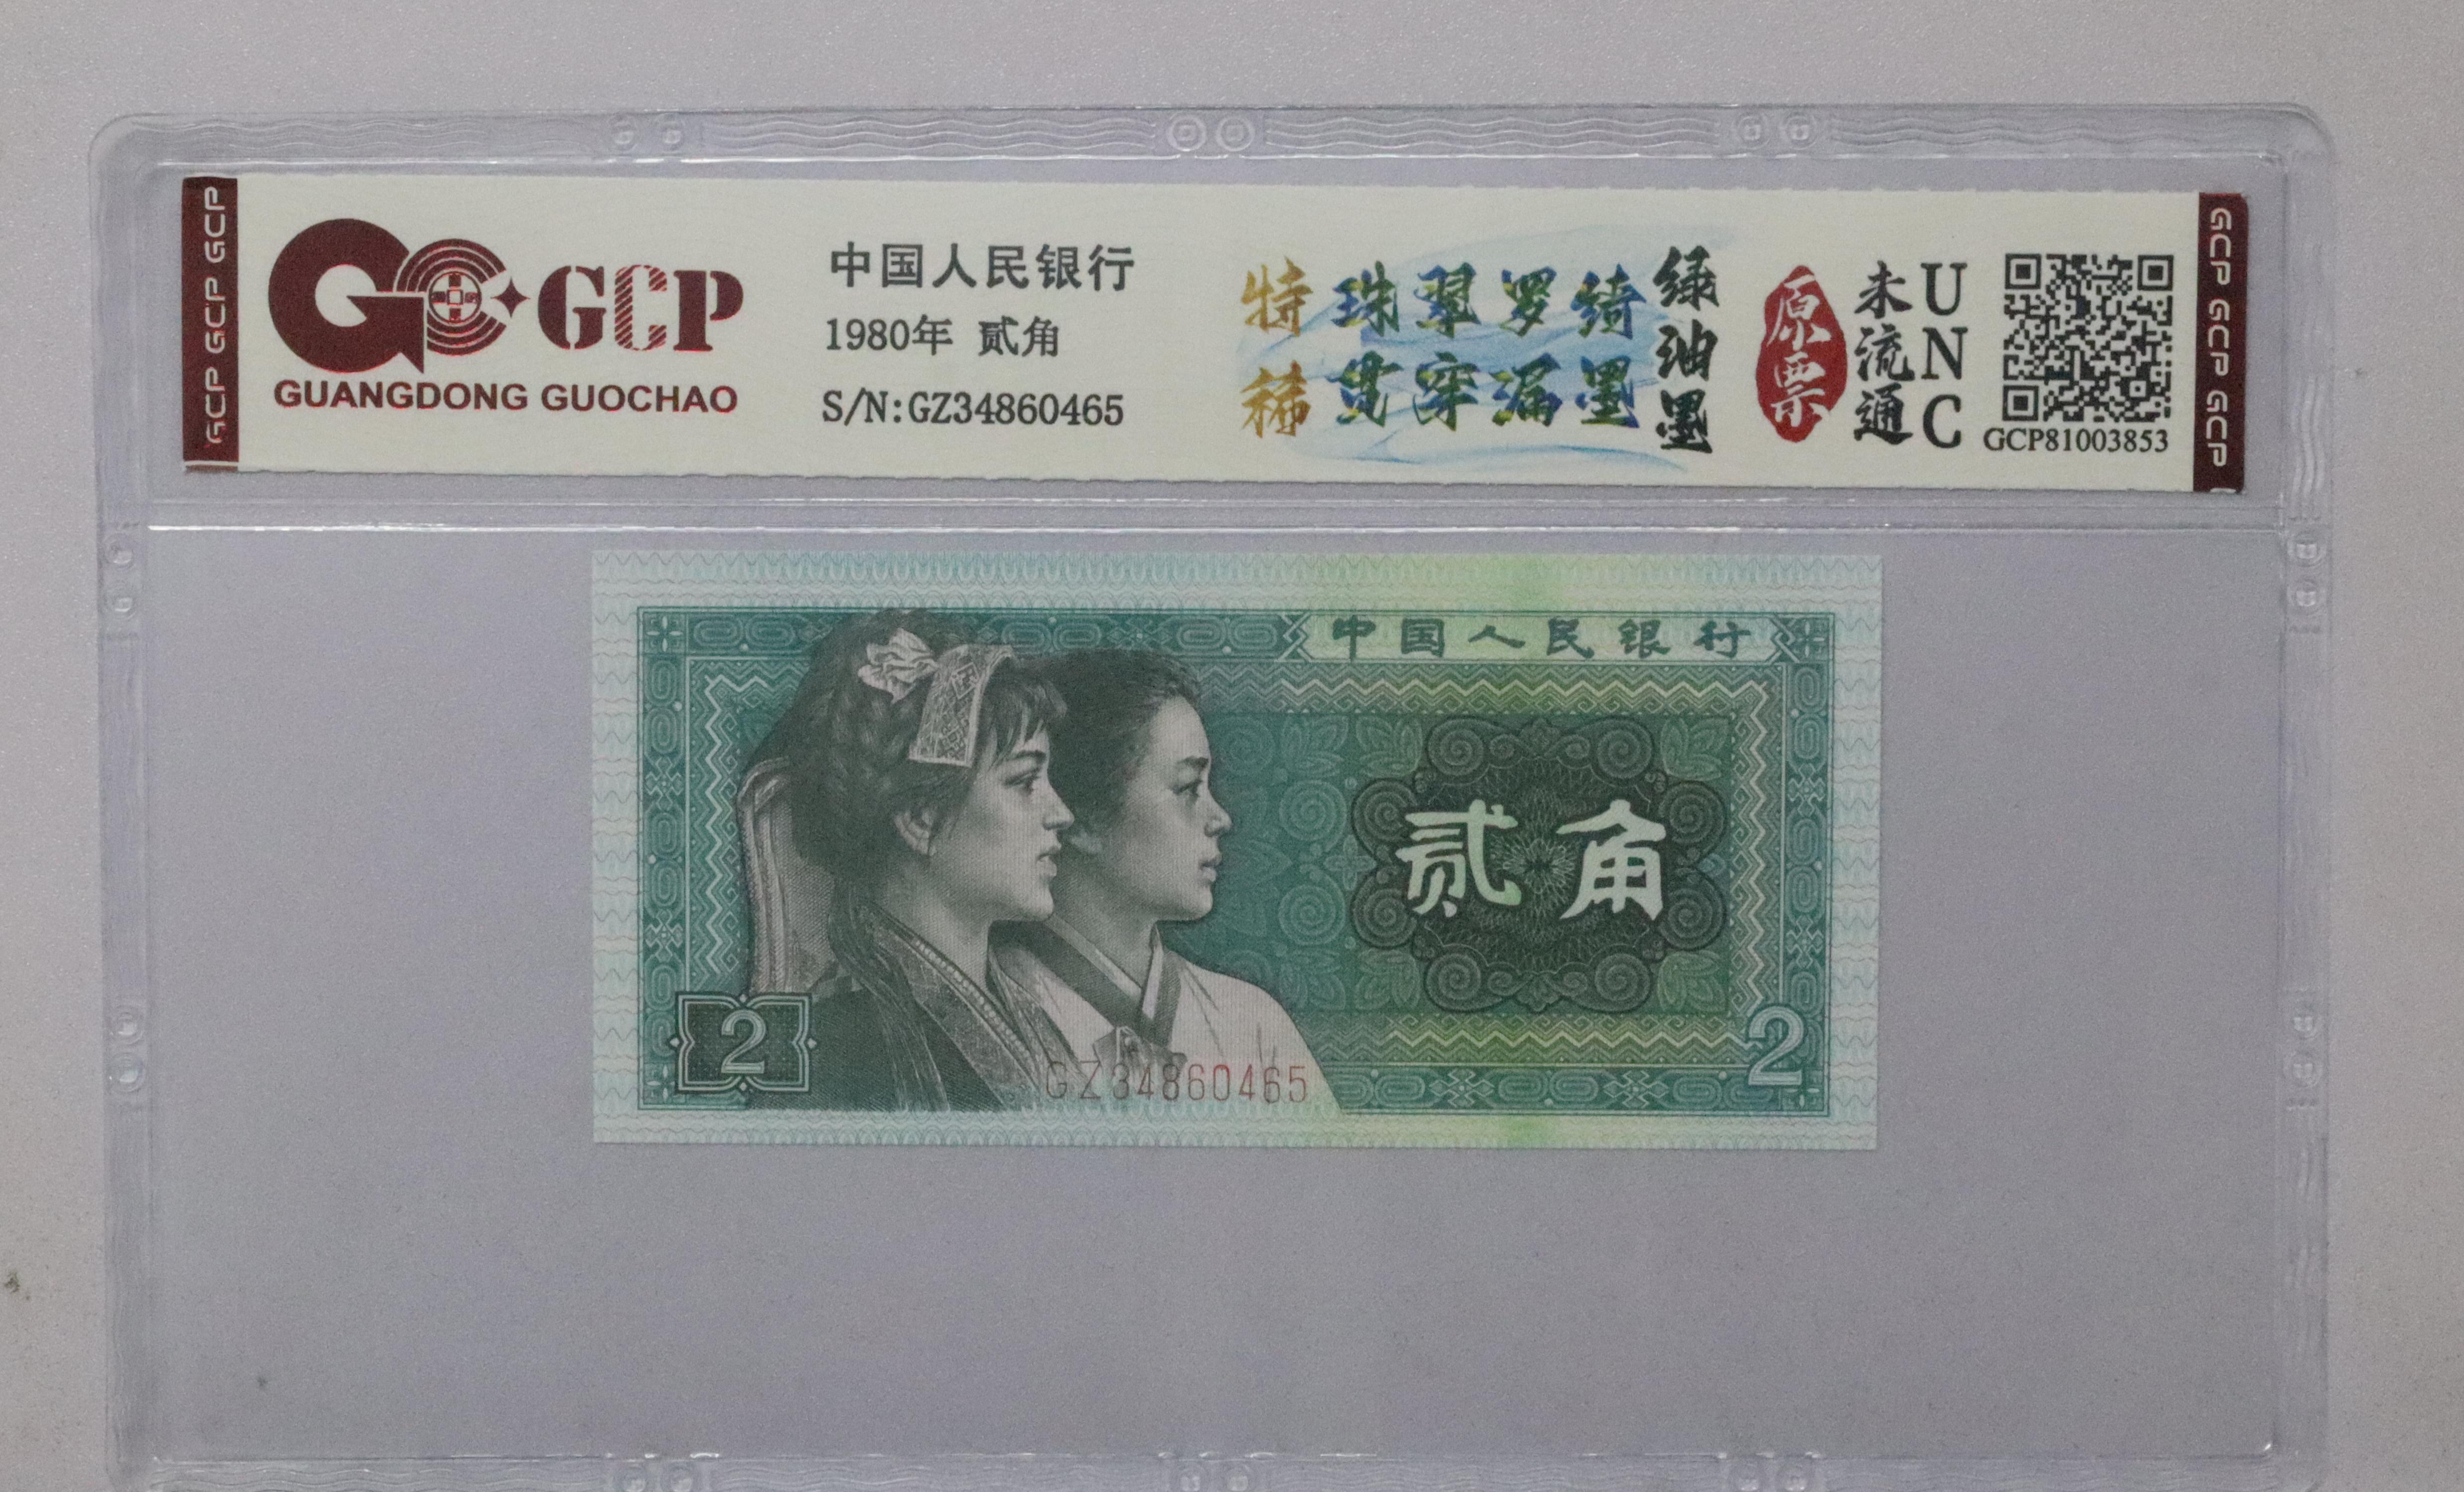 GCP GCP GCP
GCP
GUANGDONG GUOCHAO
中国人民银行
1980年 贰角
S/N:GZ34860465
特稀
珠翠罗绮
贯穿漏墨
绿油墨
原票
未流通
UNC
GCP81003853
GCP GCP GCP
中国人民银行
贰角
2
2
GZ34860465